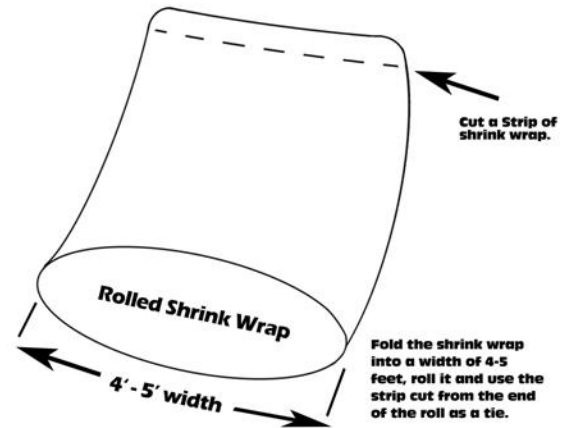 Cut a Strip of
shrink wrap.
Rolled Shrink Wrap
4' - 5' width
Fold the shrink wrap
into a width of 4-5
feet, roll it and use the
strip cut from the end
of the roll as a tie.